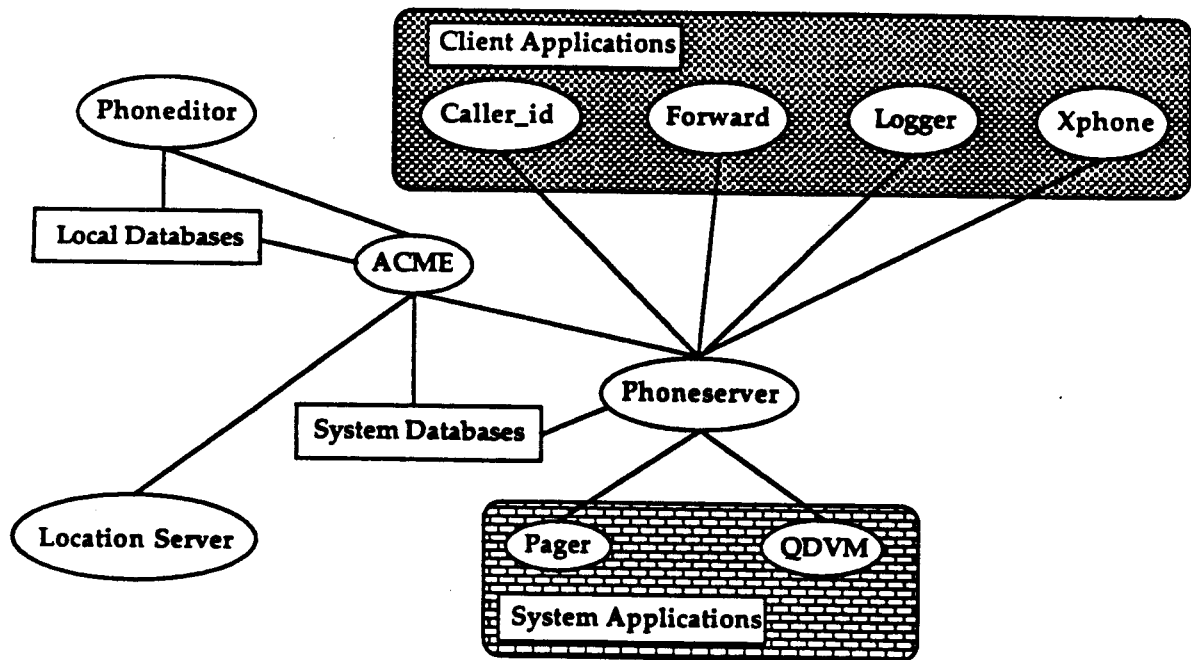 Client Applications
Phoneditor
Caller_id
Forward
Logger
Xphone
Local Databases
ACME
Phoneserver
System Databases
Location Server
Pager
QDVM
System Applications